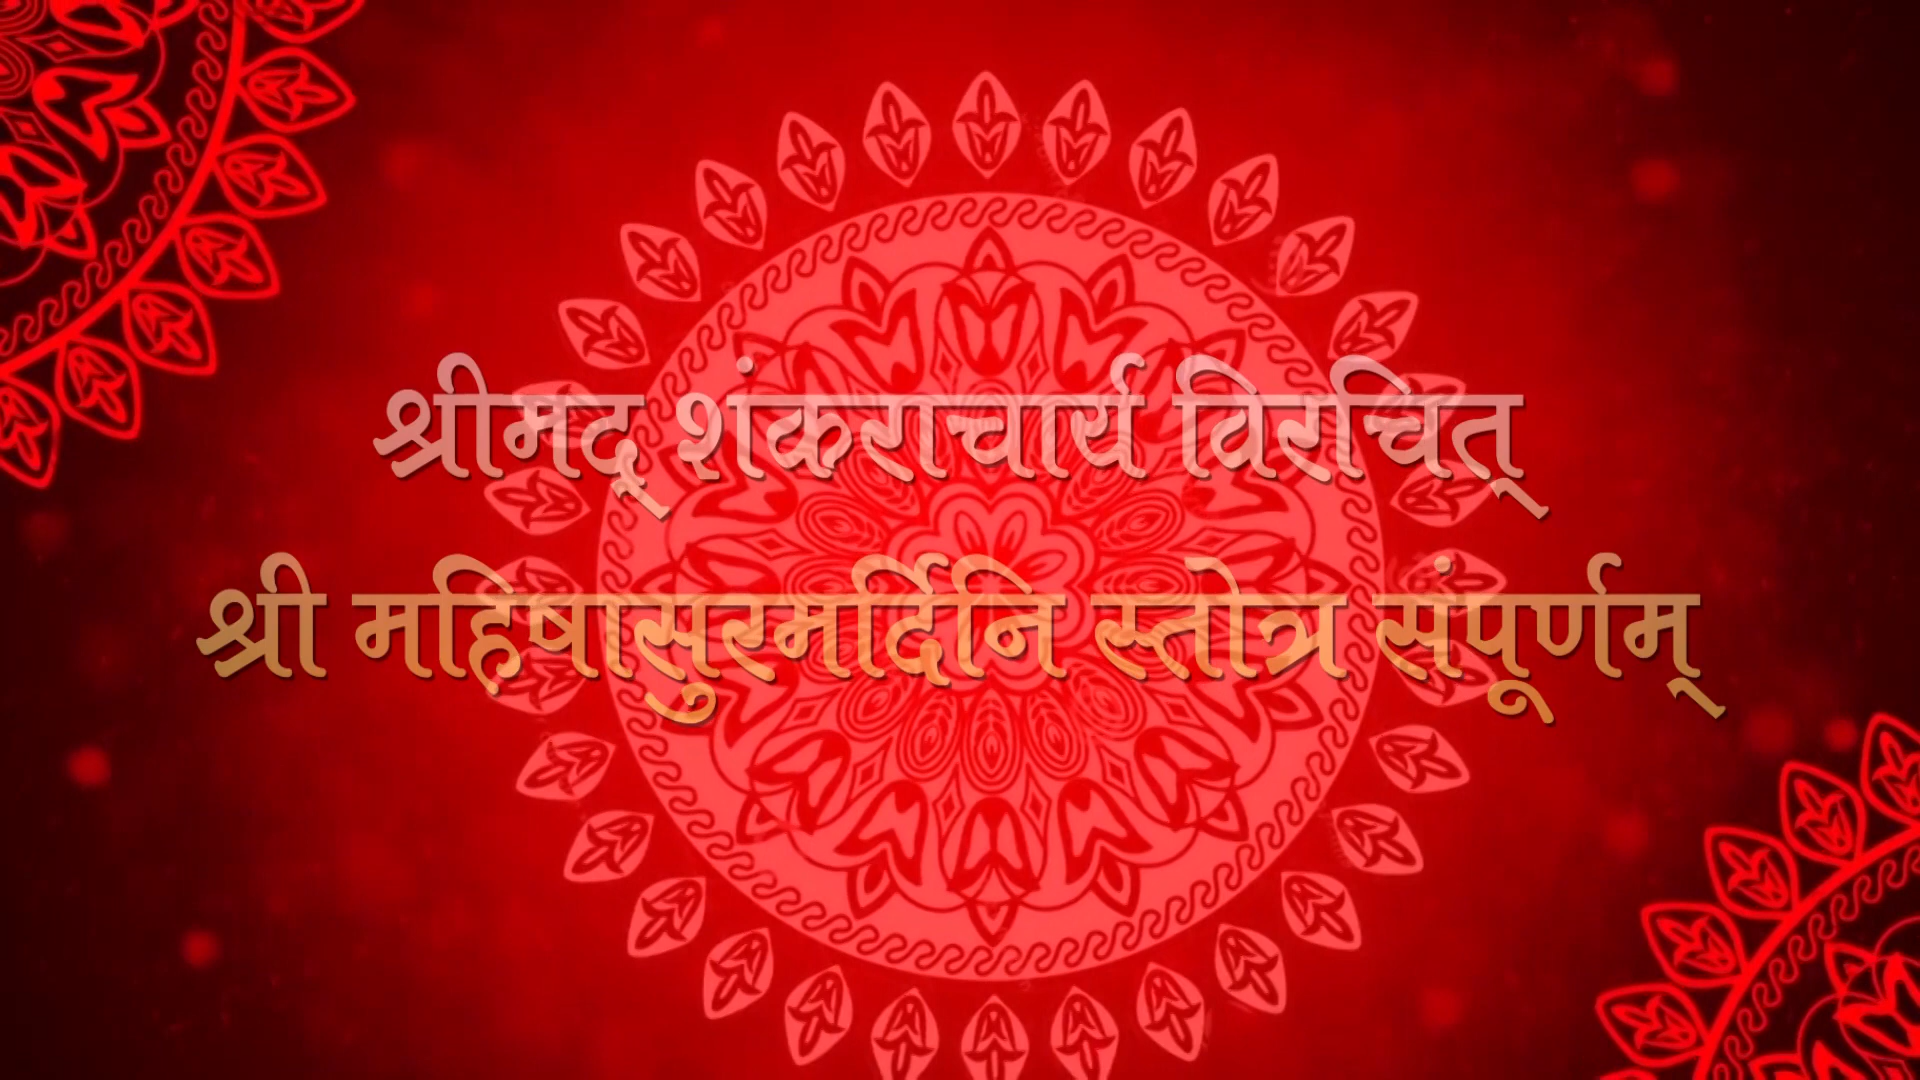 श्रीमद् शंकराचार्य विरचित्
श्री महिषासुरमर्दिनि स्तोत्र संपूर्णम्